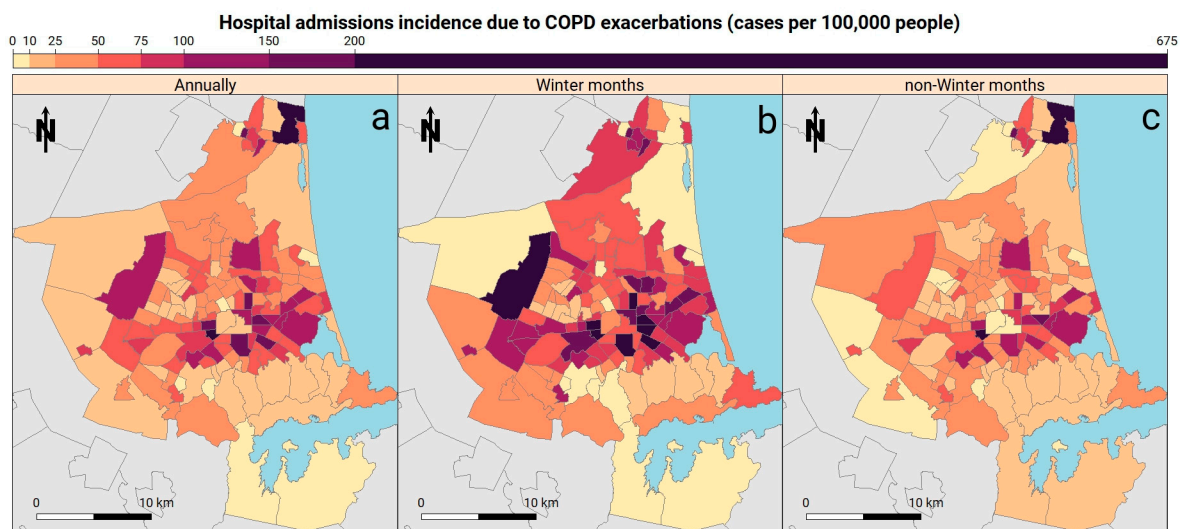 Hospital admissions incidence due to COPD exacerbations (cases per 100,000 people)
0 10 25 50 75 100 150 200 675
Annually Winter months non-Winter months
N a N b N c
0 10 km 0 10 km 0 10 km